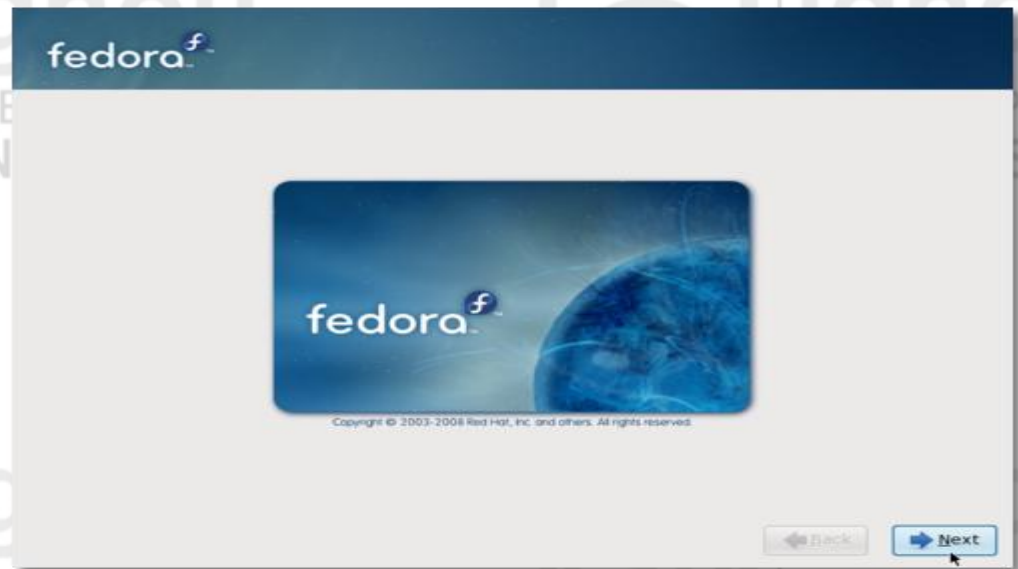 fedora
fedora
Copyright © 2003-2008 Red Hat, Inc. and others. All rights reserved.
Back
Next